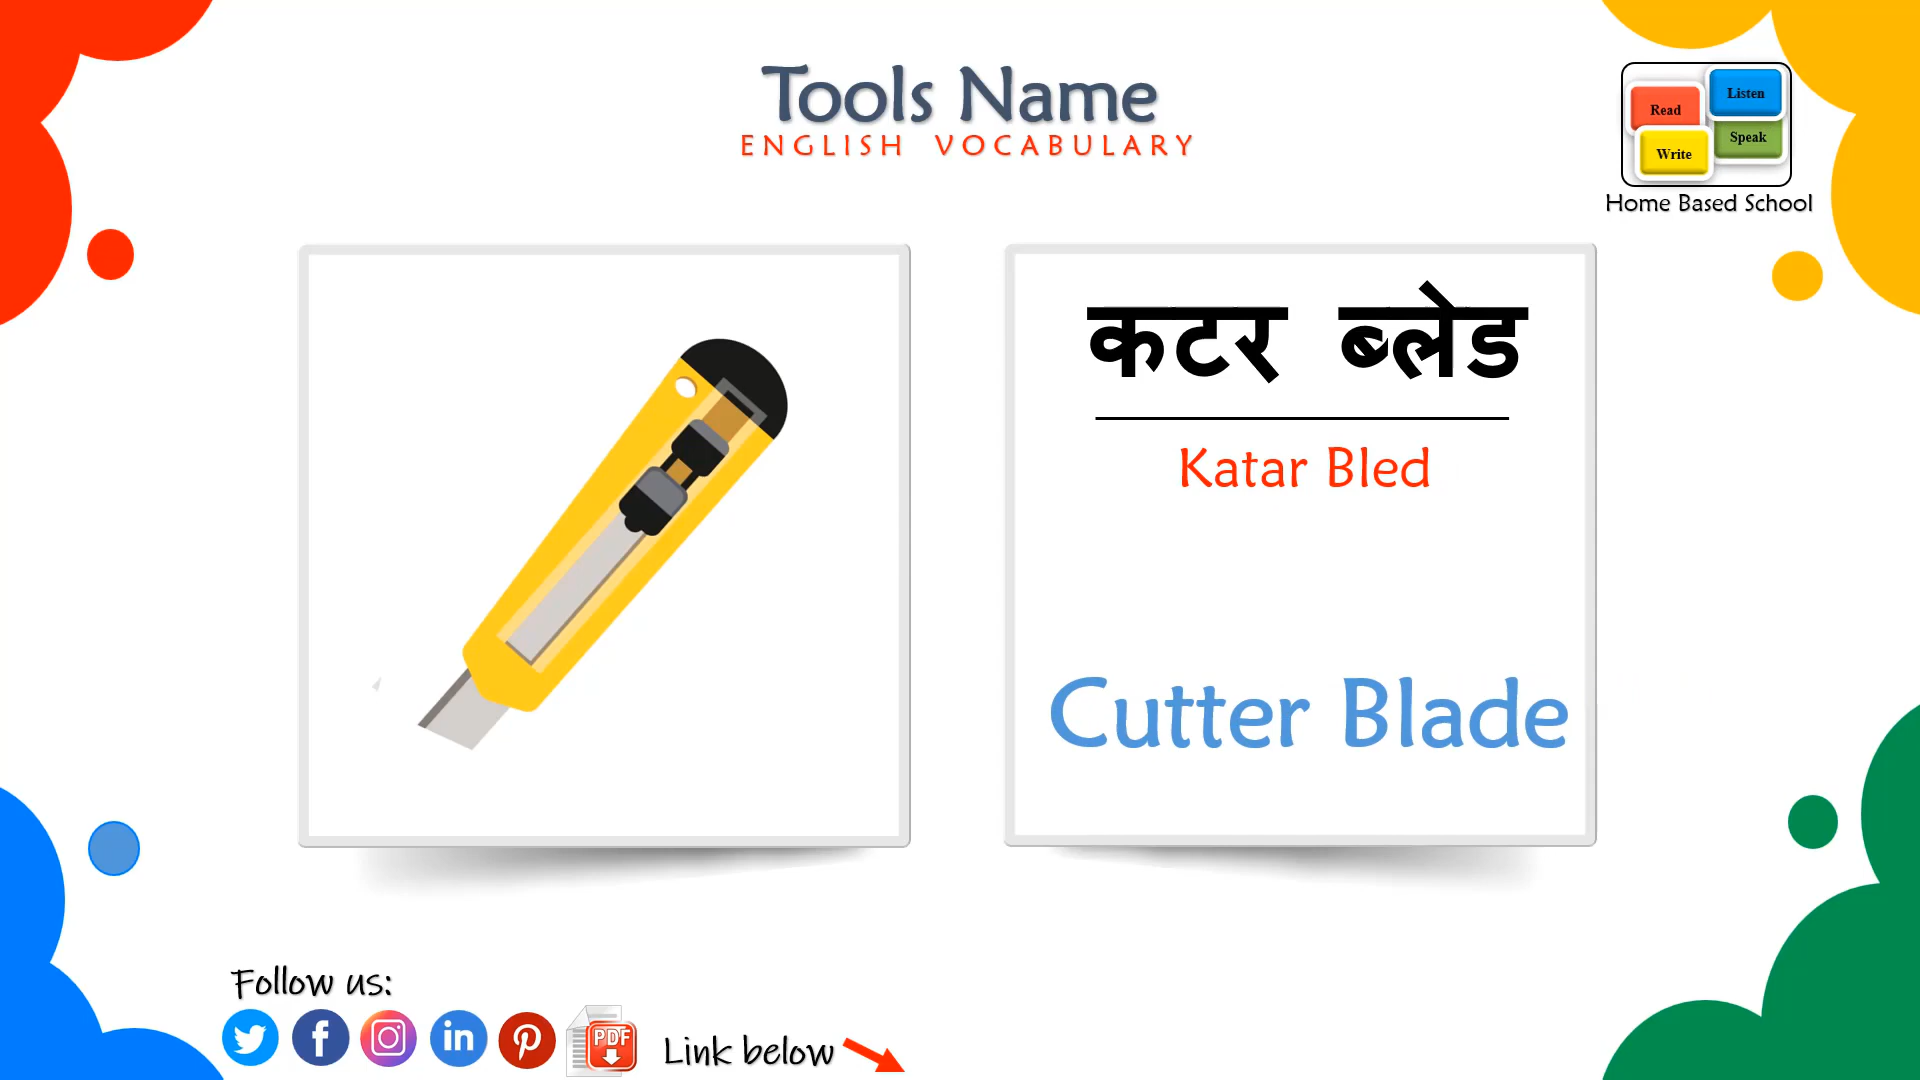 Tools Name
ENGLISH VOCABULARY
Read
Listen
Write
Speak
Home Based School
कटर ब्लेड
Katar Bled
Cutter Blade
Follow us:
PDF
Link below